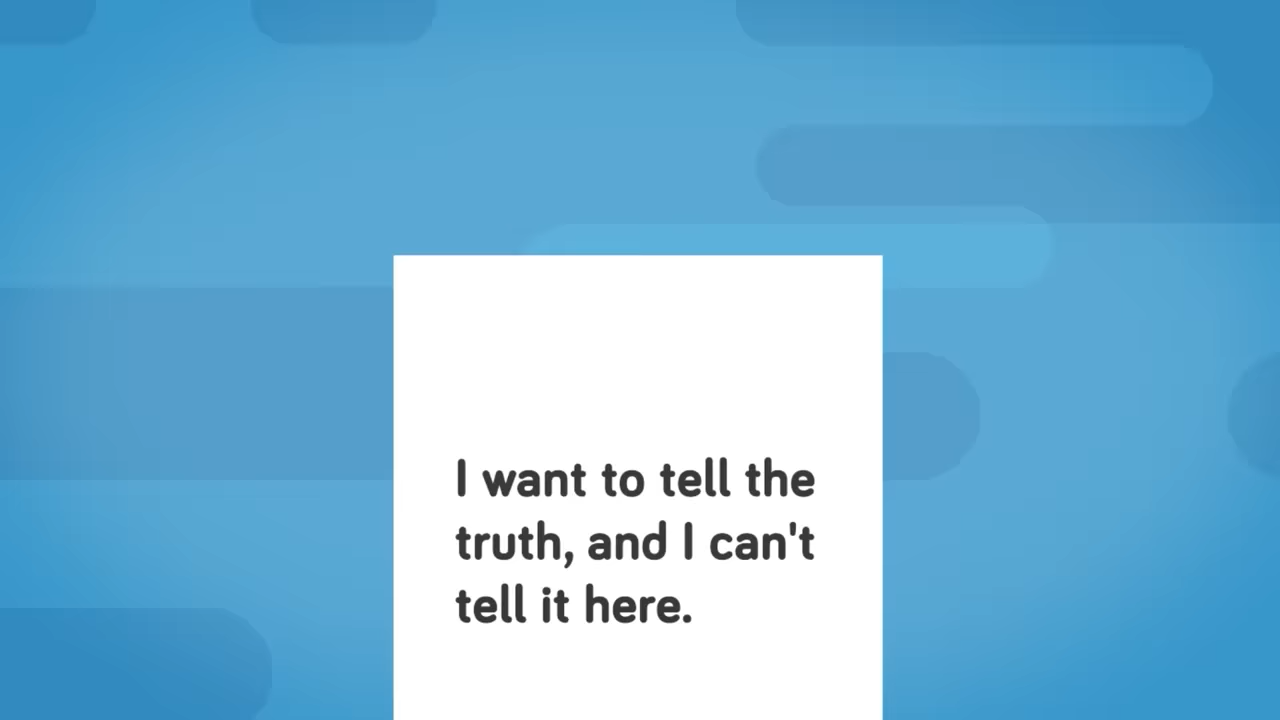 I want to tell the
truth, and I can't
tell it here.